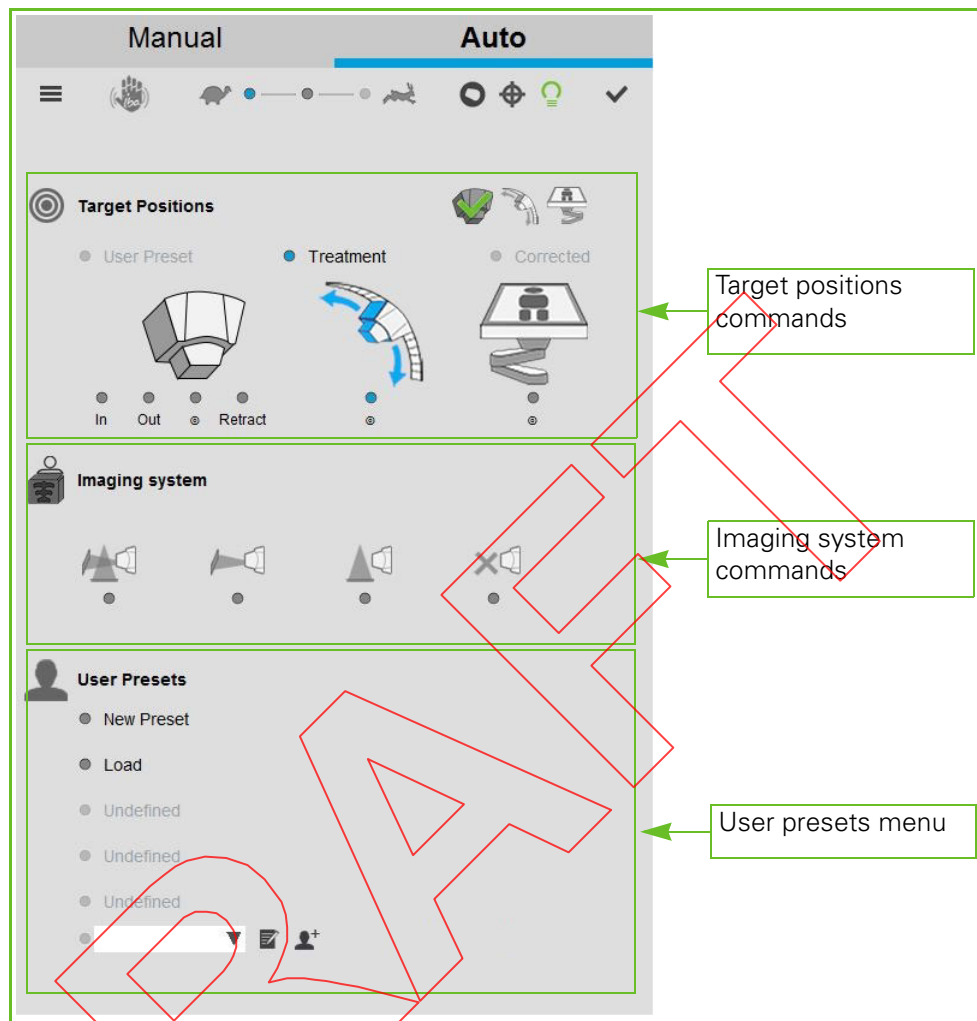 Manual Auto
iba
Target Positions
User Preset Treatment Corrected
In Out ⊚ Retract ⊚ ⊚
Target positions
commands
Imaging system
Imaging system
commands
User Presets
New Preset
Load
Undefined
Undefined
Undefined
User presets menu